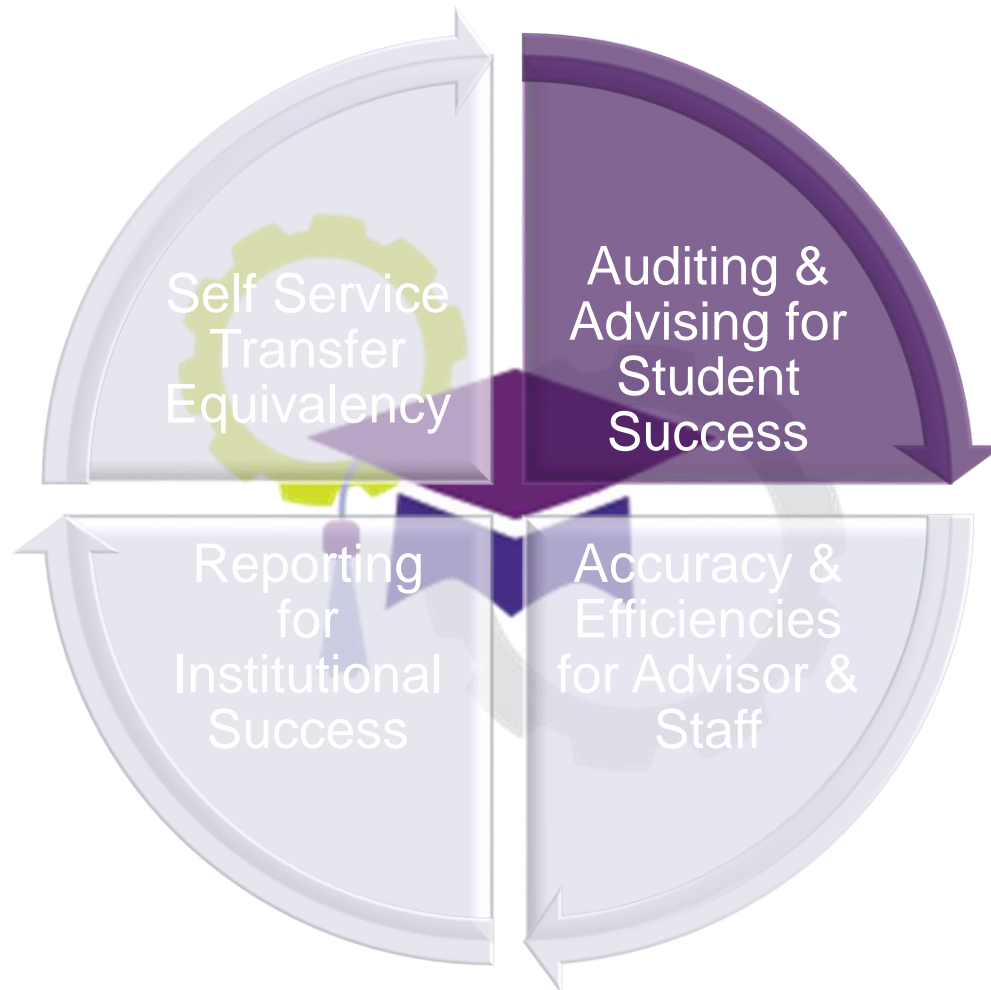 Self Service
Transfer
Equivalency
Auditing &
Advising for
Student
Success
Reporting
for
Institutional
Success
Accuracy &
Efficiencies
for Advisor &
Staff